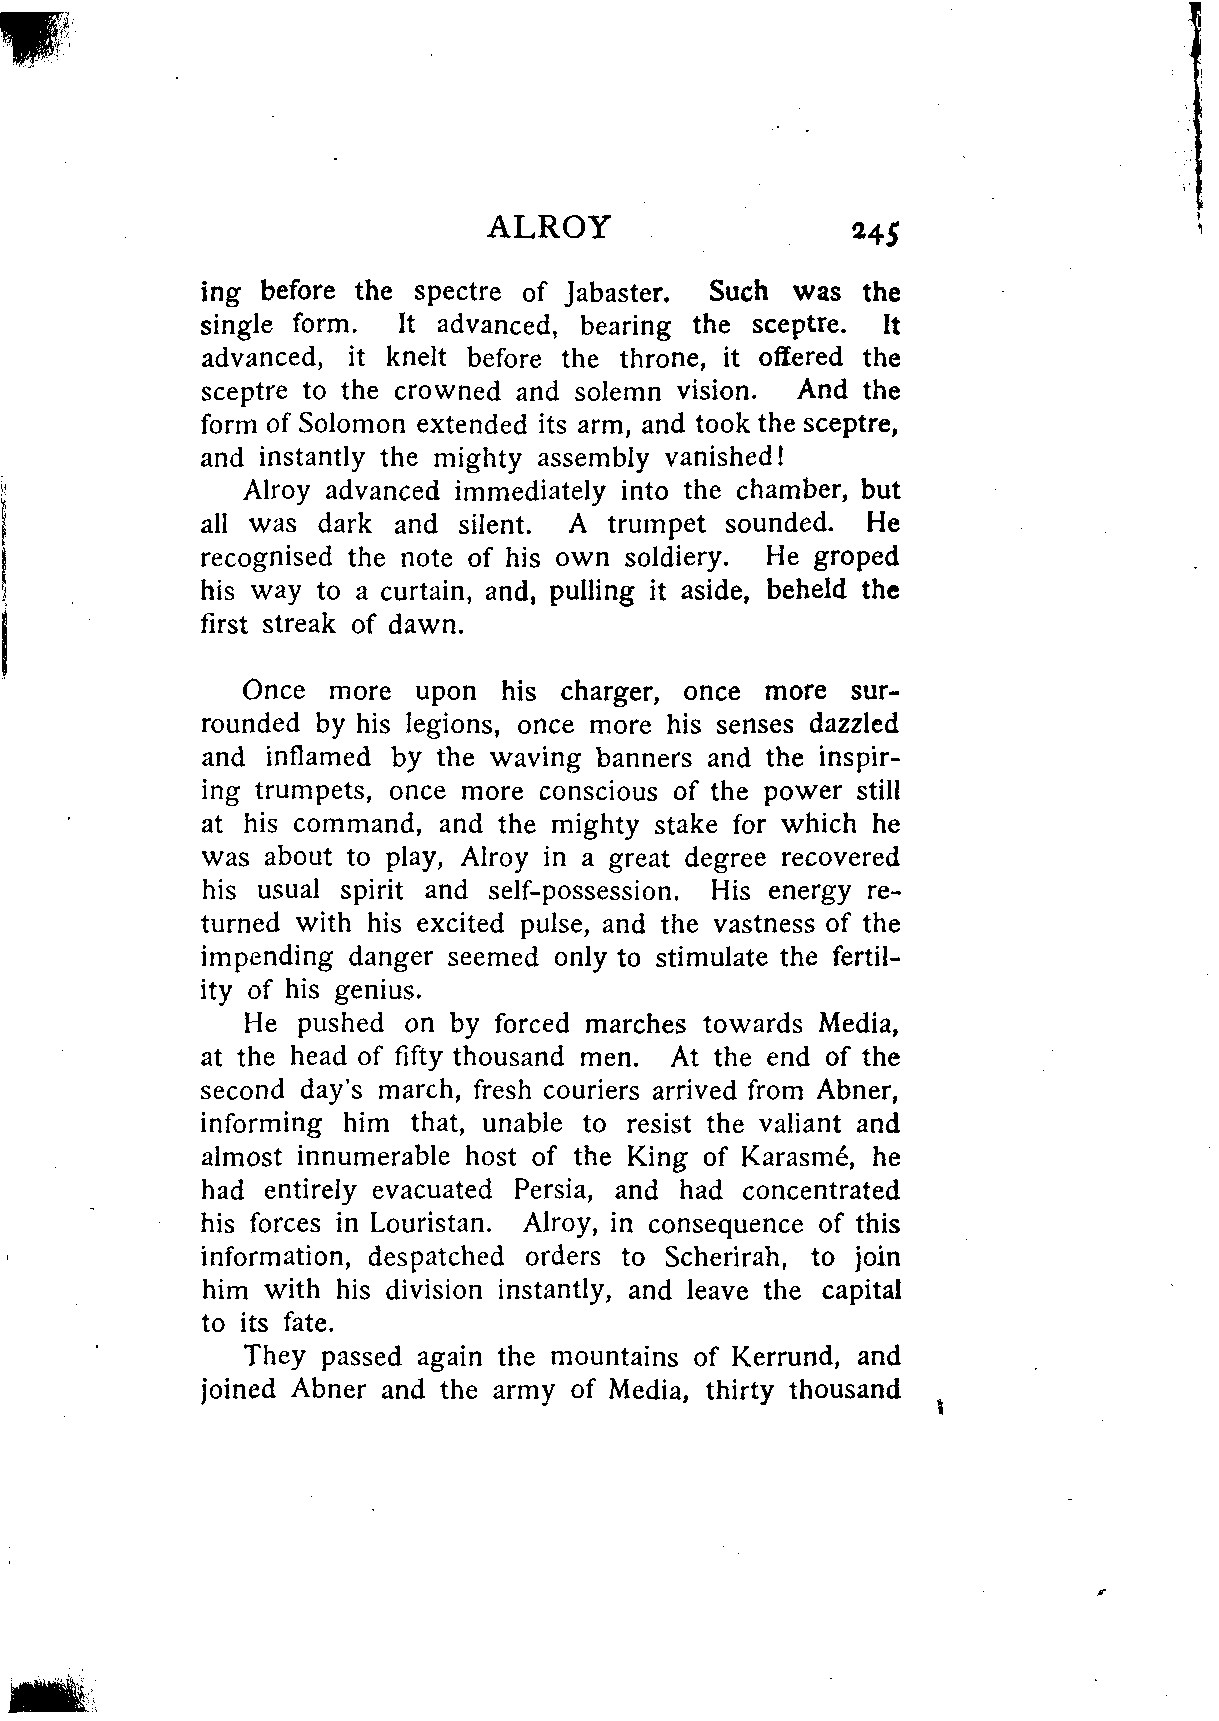 ALROY 245
ing before the spectre of Jabaster. Such was the
single form. It advanced, bearing the sceptre. It
advanced, it knelt before the throne, it offered the
sceptre to the crowned and solemn vision. And the
form of Solomon extended its arm, and took the sceptre,
and instantly the mighty assembly vanished!
Alroy advanced immediately into the chamber, but
all was dark and silent. A trumpet sounded. He
recognised the note of his own soldiery. He groped
his way to a curtain, and, pulling it aside, beheld the
first streak of dawn.
Once more upon his charger, once more sur-
rounded by his legions, once more his senses dazzled
and inflamed by the waving banners and the inspir-
ing trumpets, once more conscious of the power still
at his command, and the mighty stake for which he
was about to play, Alroy in a great degree recovered
his usual spirit and self-possession. His energy re-
turned with his excited pulse, and the vastness of the
impending danger seemed only to stimulate the fertil-
ity of his genius.
He pushed on by forced marches towards Media,
at the head of fifty thousand men. At the end of the
second day's march, fresh couriers arrived from Abner,
informing him that, unable to resist the valiant and
almost innumerable host of the King of Karasmé, he
had entirely evacuated Persia, and had concentrated
his forces in Louristan. Alroy, in consequence of this
information, despatched orders to Scherirah, to join
him with his division instantly, and leave the capital
to its fate.
They passed again the mountains of Kerrund, and
joined Abner and the army of Media, thirty thousand